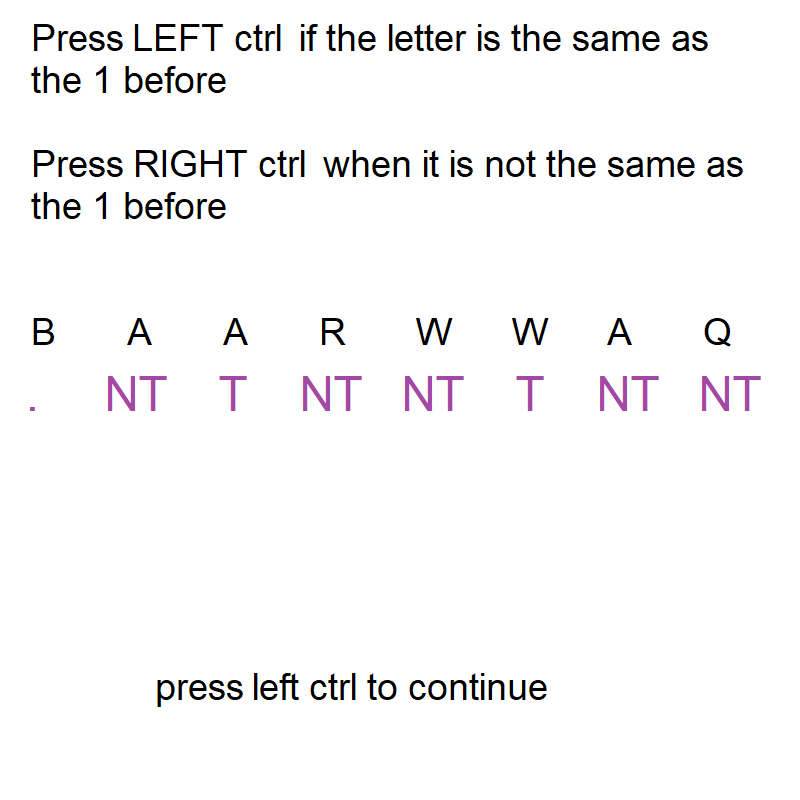 Press LEFT ctrl if the letter is the same as
the 1 before
Press RIGHT ctrl when it is not the same as
the 1 before
B A A R W W A Q
. NT T NT NT T NT NT
press left ctrl to continue